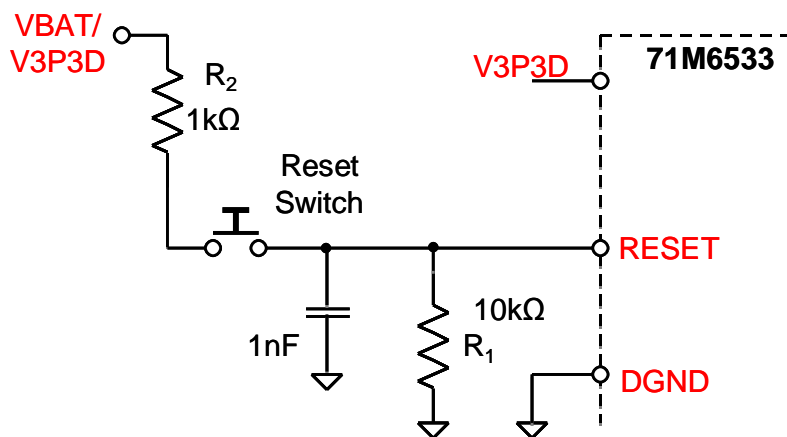 VBAT/
V3P3D
R2
1kΩ
Reset
Switch
1nF
10kΩ
R1
V3P3D
71M6533
RESET
DGND